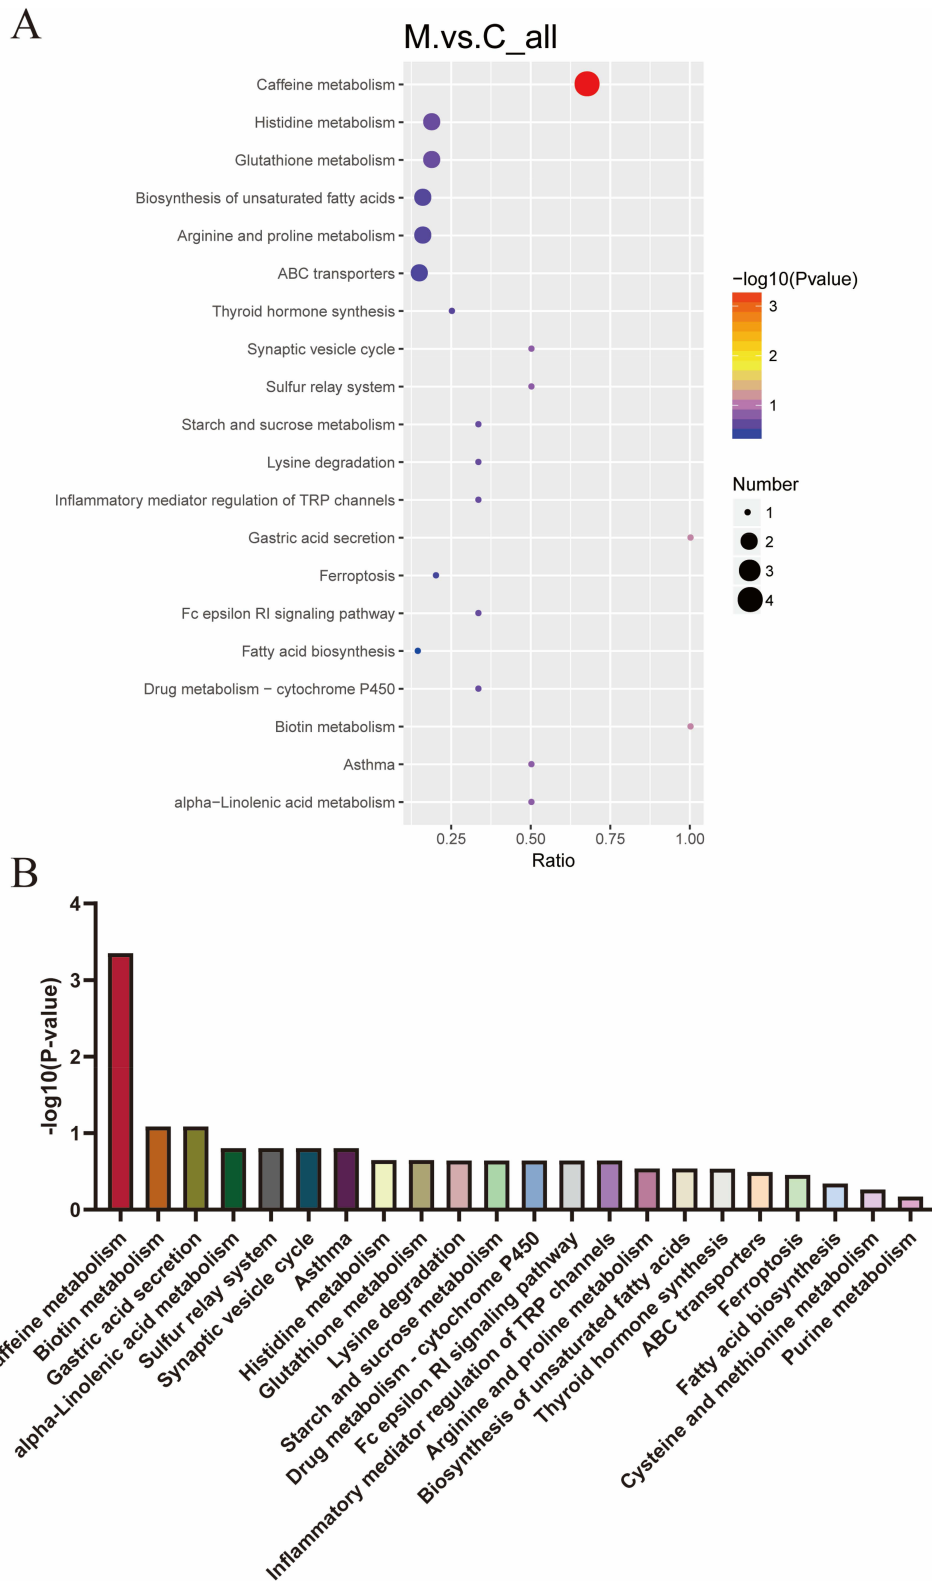 A
M.vs.C_all
Caffeine metabolism
Histidine metabolism
Glutathione metabolism
Biosynthesis of unsaturated fatty acids
Arginine and proline metabolism
ABC transporters
Thyroid hormone synthesis
Synaptic vesicle cycle
Sulfur relay system
Starch and sucrose metabolism
Lysine degradation
Inflammatory mediator regulation of TRP channels
Gastric acid secretion
Ferroptosis
Fc epsilon RI signaling pathway
Fatty acid biosynthesis
Drug metabolism − cytochrome P450
Biotin metabolism
Asthma
alpha−Linolenic acid metabolism
0.25 0.50 0.75 1.00
Ratio
−log10(Pvalue)
3
2
1
Number
1
2
3
4
B
-log10(P-value)
4
3
2
1
0
affeine metabolism
Biotin metabolism
Gastric acid secretion
alpha-Linolenic acid metabolism
Sulfur relay system
Synaptic vesicle cycle
Asthma
Histidine metabolism
Glutathione metabolism
Lysine degradation
Starch and sucrose metabolism
Drug metabolism - cytochrome P450
Fc epsilon RI signaling pathway
Inflammatory mediator regulation of TRP channels
Arginine and proline metabolism
Biosynthesis of unsaturated fatty acids
Thyroid hormone synthesis
ABC transporters
Ferroptosis
Fatty acid biosynthesis
Cysteine and methionine metabolism
Purine metabolism